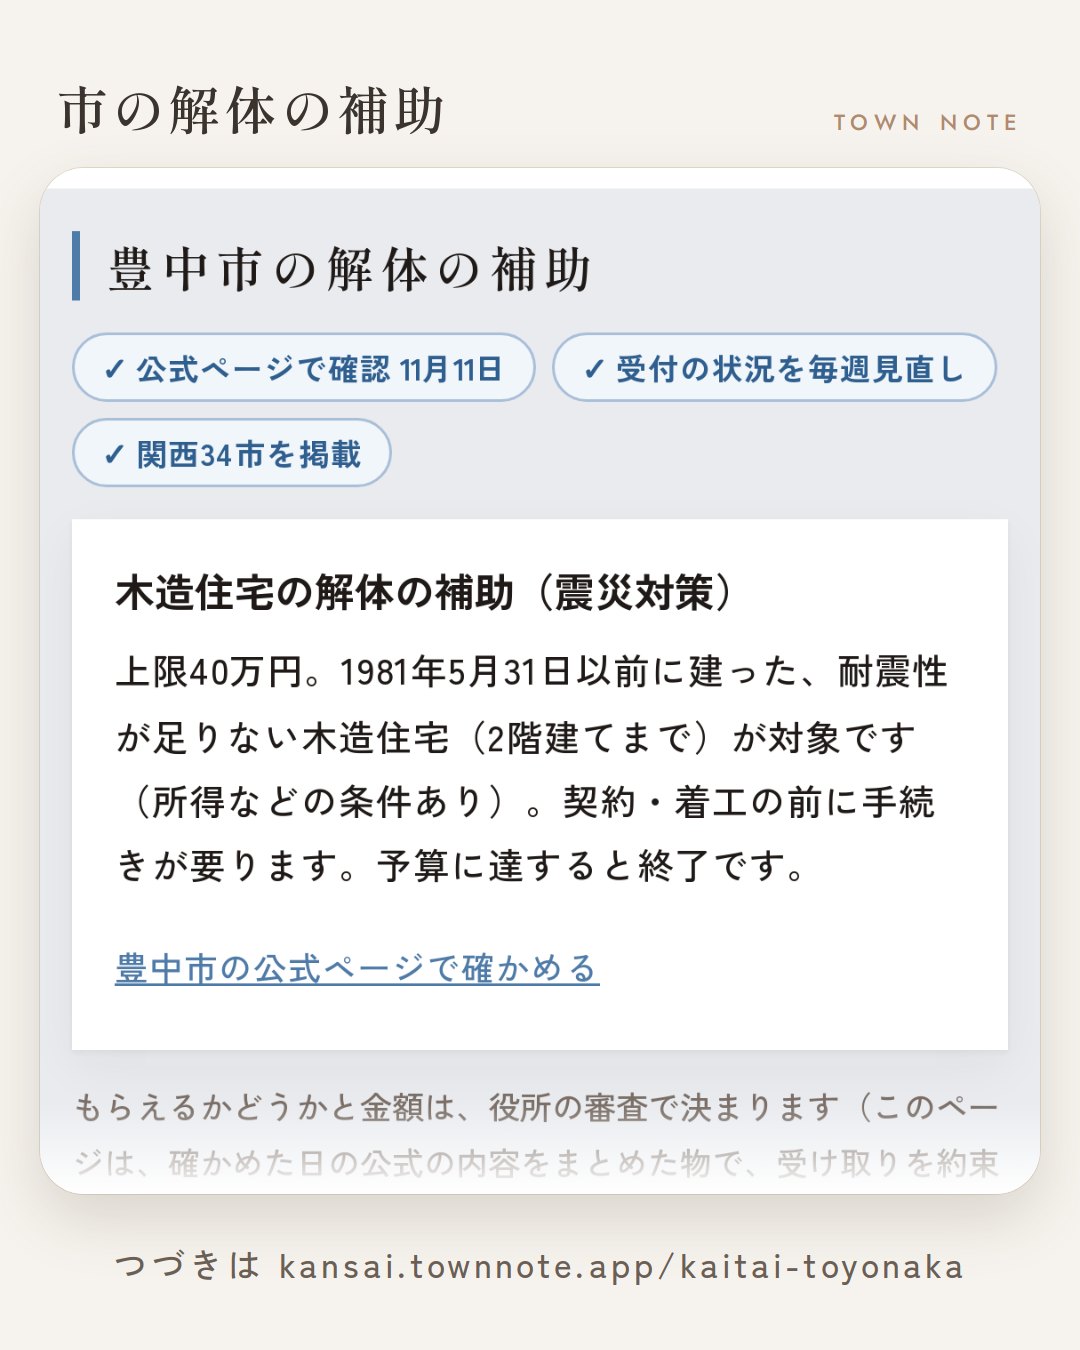 市の解体の補助
TOWN NOTE
豊中市の解体の補助
✓ 公式ページで確認 11月11日
✓ 受付の状況を毎週見直し
✓ 関西34市を掲載
木造住宅の解体の補助（震災対策）
上限40万円。1981年5月31日以前に建った、耐震性
が足りない木造住宅（2階建てまで）が対象です
（所得などの条件あり）。契約・着工の前に手続
きが要ります。予算に達すると終了です。
豊中市の公式ページで確かめる
もらえるかどうかと金額は、役所の審査で決まります（このペー
ジは、確かめた日の公式の内容をまとめた物で、受け取りを約束
つづきは kansai.townnote.app/kaitai-toyonaka